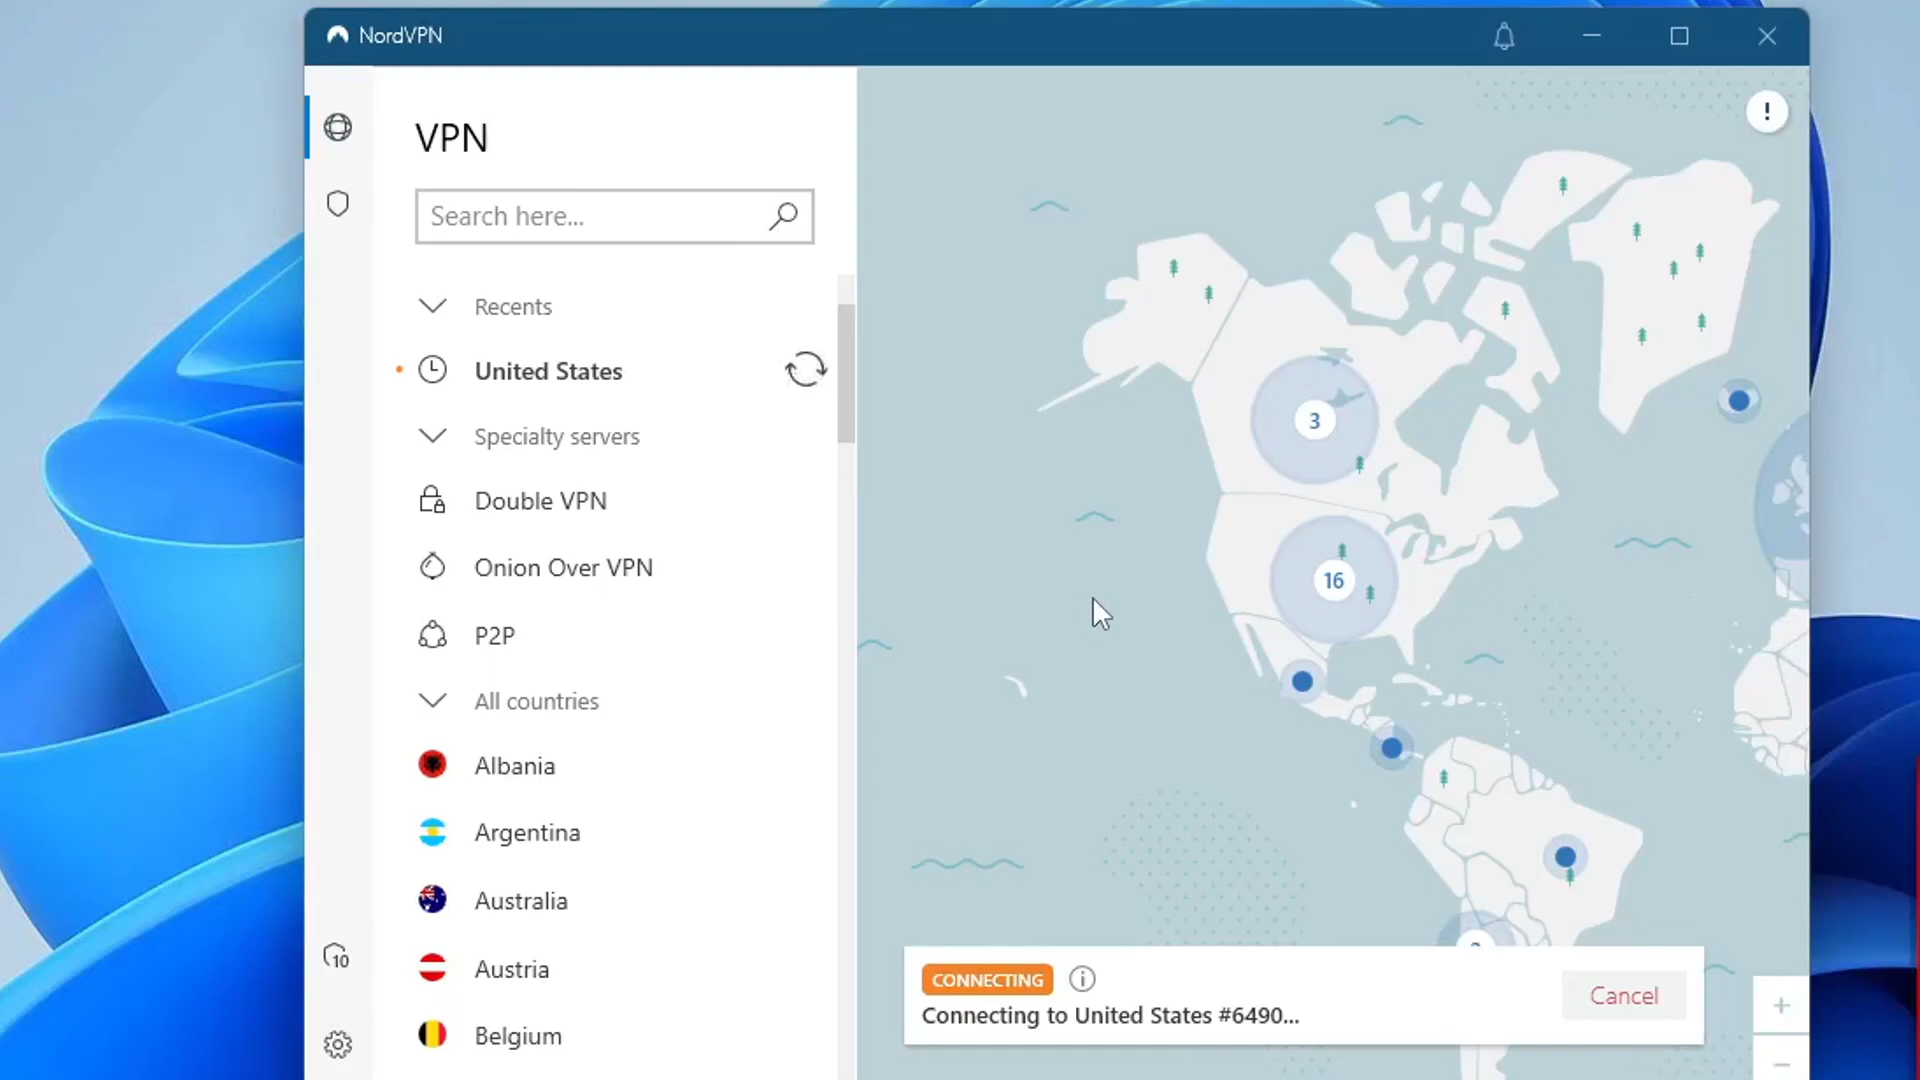 NordVPN
VPN
Search here...
Recents
United States
Specialty servers
Double VPN
Onion Over VPN
P2P
All countries
Albania
Argentina
Australia
Austria
Belgium
10
!
3
16
CONNECTING
Connecting to United States #6490...
Cancel
+
−